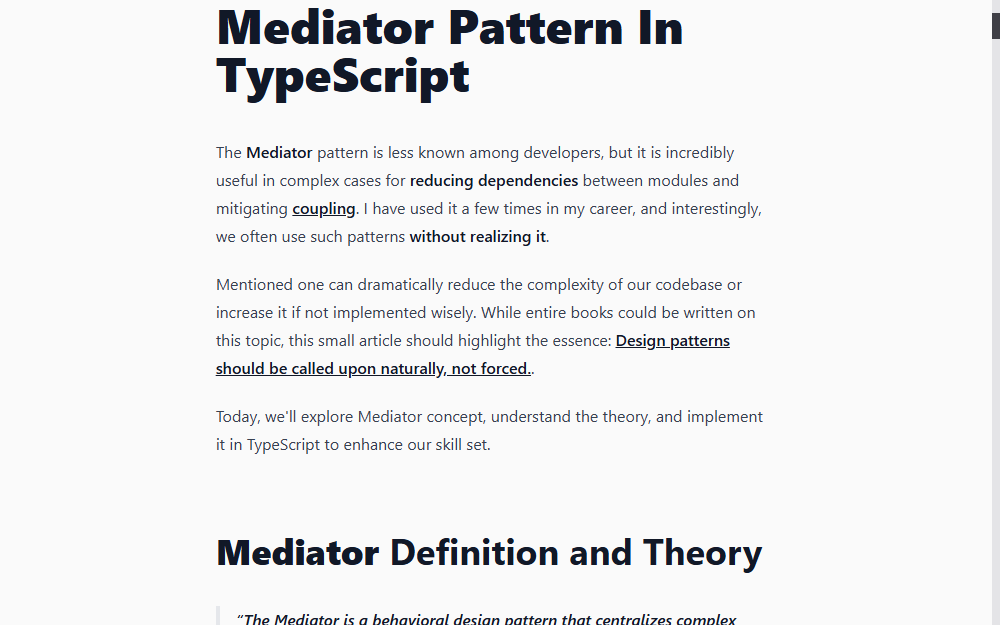 Mediator Pattern In
TypeScript
The Mediator pattern is less known among developers, but it is incredibly
useful in complex cases for reducing dependencies between modules and
mitigating coupling. I have used it a few times in my career, and interestingly,
we often use such patterns without realizing it.
Mentioned one can dramatically reduce the complexity of our codebase or
increase it if not implemented wisely. While entire books could be written on
this topic, this small article should highlight the essence: Design patterns
should be called upon naturally, not forced..
Today, we'll explore Mediator concept, understand the theory, and implement
it in TypeScript to enhance our skill set.
Mediator Definition and Theory
“The Mediator is a behavioral design pattern that centralizes complex